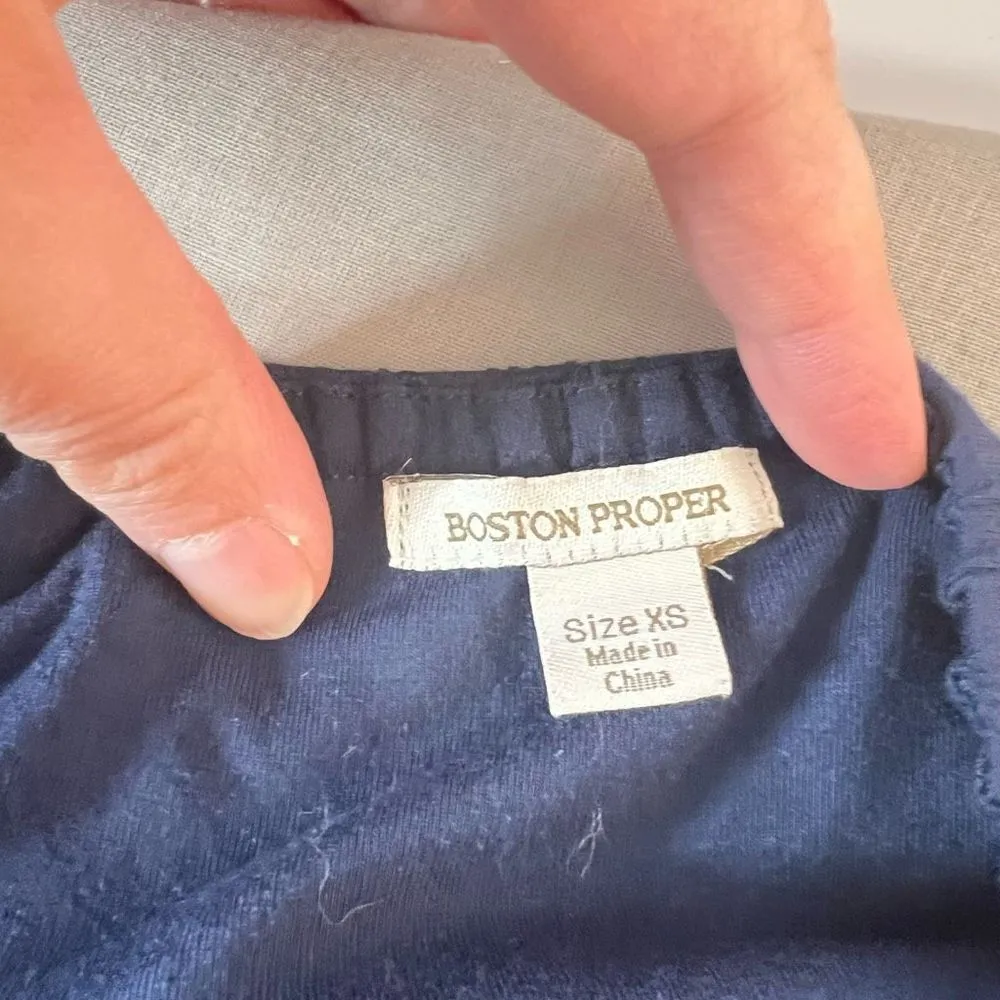 BOSTON PROPER
Size XS
Made in
China